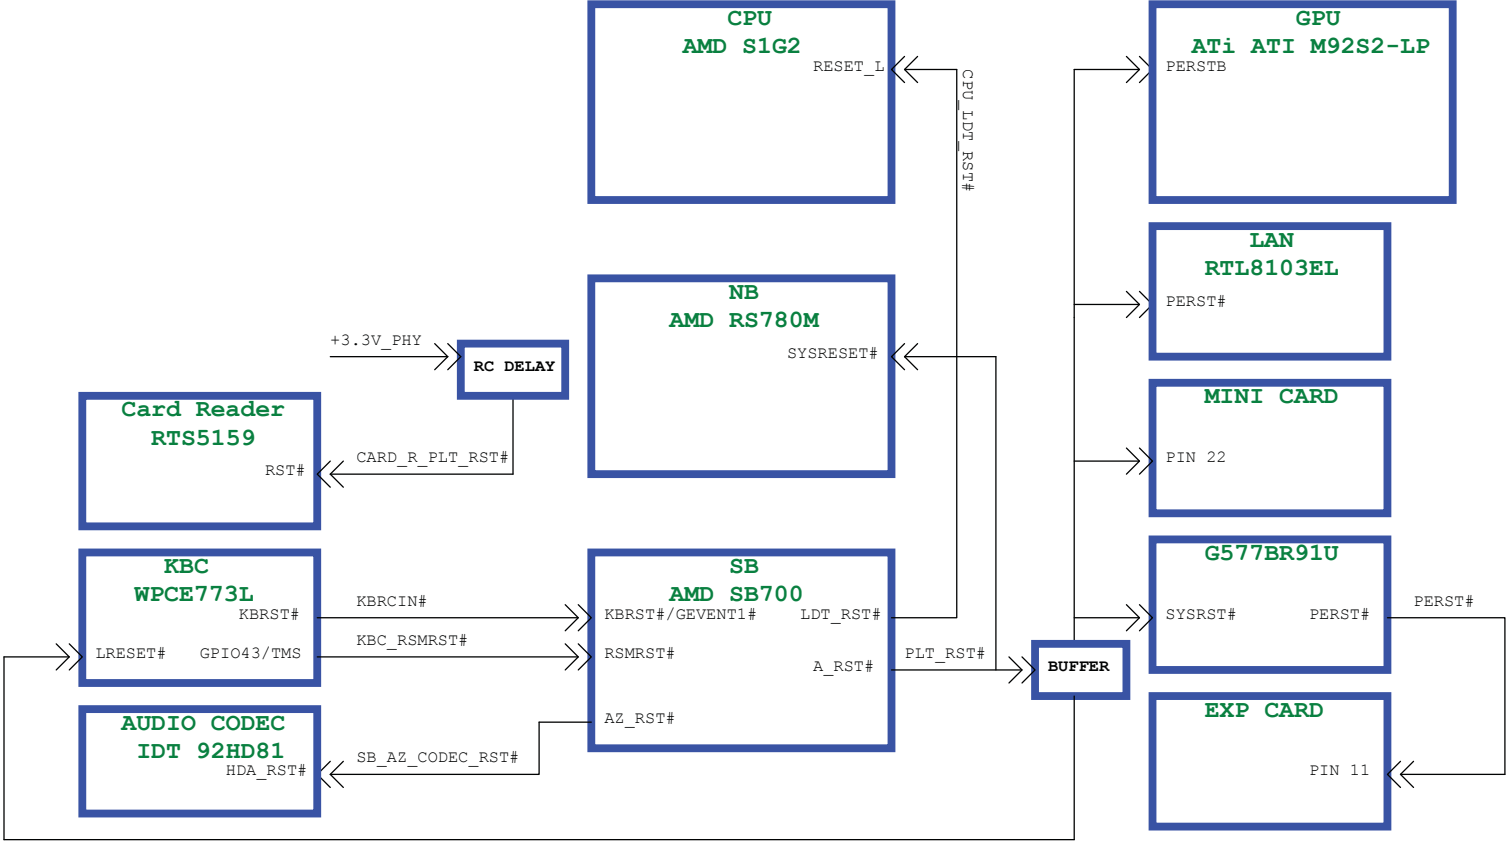 CPU
AMD S1G2
RESET_L
CPU_LDT_RST#
GPU
ATi ATI M92S2-LP
PERSTB
LAN
RTL8103EL
PERST#
NB
AMD RS780M
SYSRESET#
+3.3V_PHY
RC DELAY
Card Reader
RTS5159
RST#
CARD_R_PLT_RST#
MINI CARD
PIN 22
KBC
WPCE773L
KBRST#
LRESET#
GPIO43/TMS
KBRCIN#
KBC_RSMRST#
SB
AMD SB700
KBRST#/GEVENT1#
LDT_RST#
RSMRST#
A_RST#
AZ_RST#
PLT_RST#
BUFFER
G577BR91U
SYSRST#
PERST#
PERST#
AUDIO CODEC
IDT 92HD81
HDA_RST#
SB_AZ_CODEC_RST#
EXP CARD
PIN 11